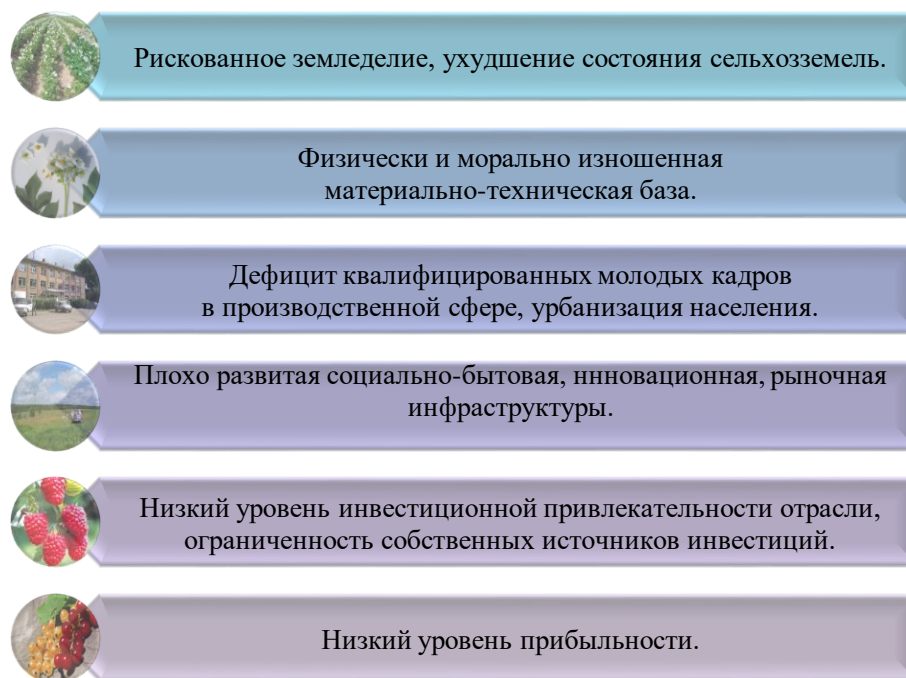 Рискованное земледелие, ухудшение состояния сельхозземель.
Физически и морально изношенная
материально-техническая база.
Дефицит квалифицированных молодых кадров
в производственной сфере, урбанизация населения.
Плохо развитая социально-бытовая, ннновационная, рыночная
инфраструктуры.
Низкий уровень инвестиционной привлекательности отрасли,
ограниченность собственных источников инвестиций.
Низкий уровень прибыльности.